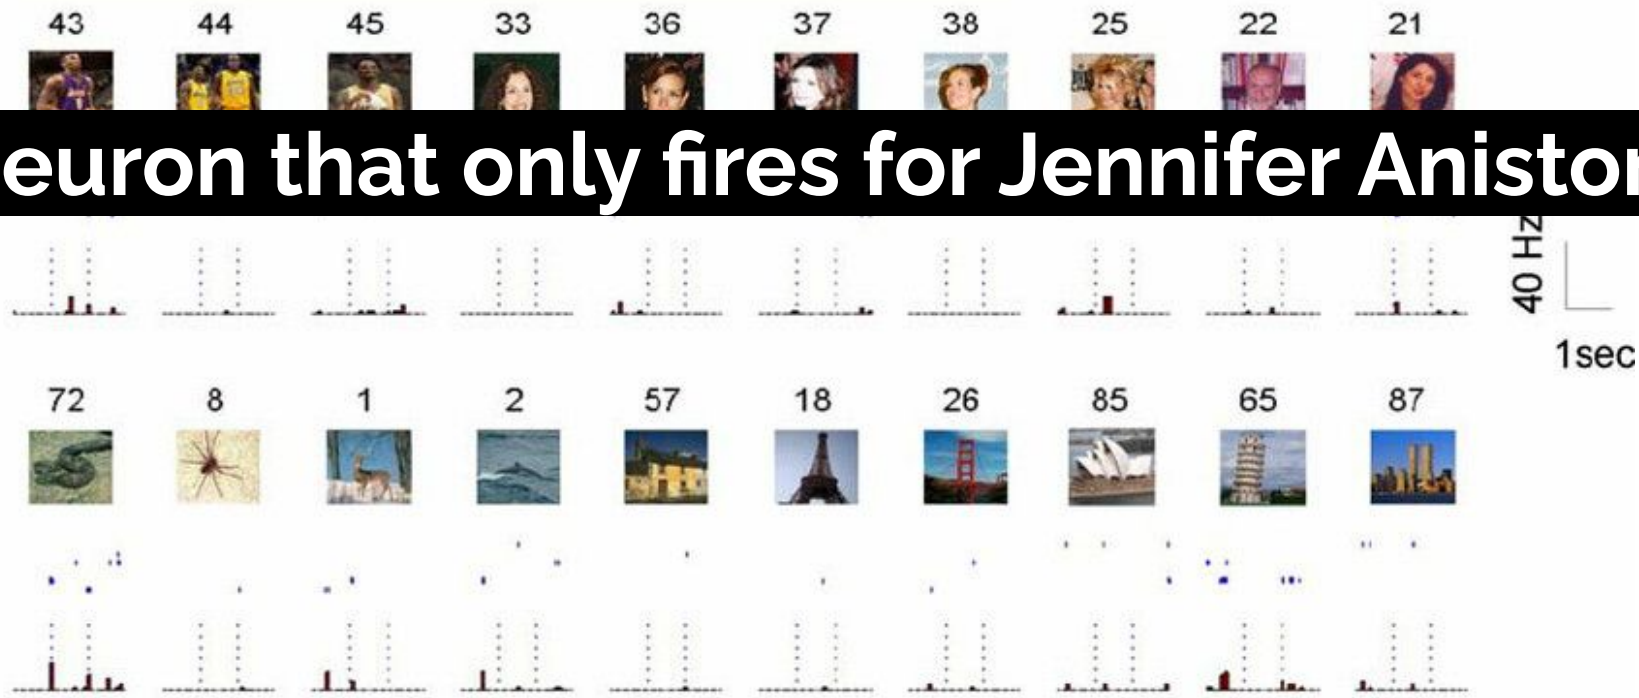 43 44 45 33 36 37 38 25 22 21
euron that only fires for Jennifer Aniston
40 Hz
1sec
72 8 1 2 57 18 26 85 65 87